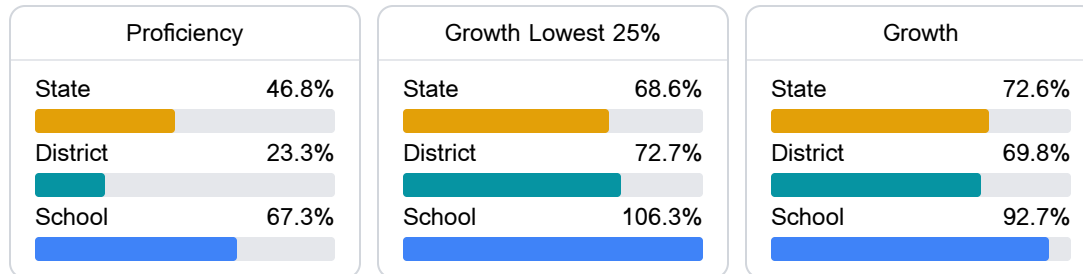 Proficiency
State 46.8%
District 23.3%
School 67.3%
Growth Lowest 25%
State 68.6%
District 72.7%
School 106.3%
Growth
State 72.6%
District 69.8%
School 92.7%